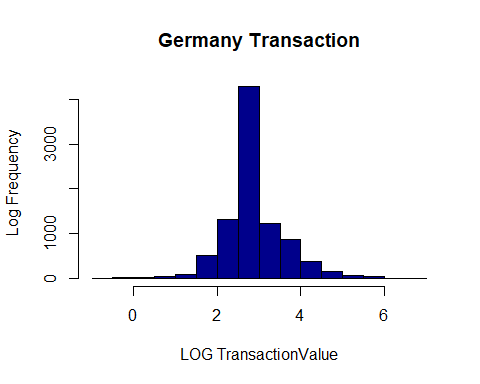 Germany Transaction
Log Frequency
3000
1000
0
0 2 4 6
LOG TransactionValue